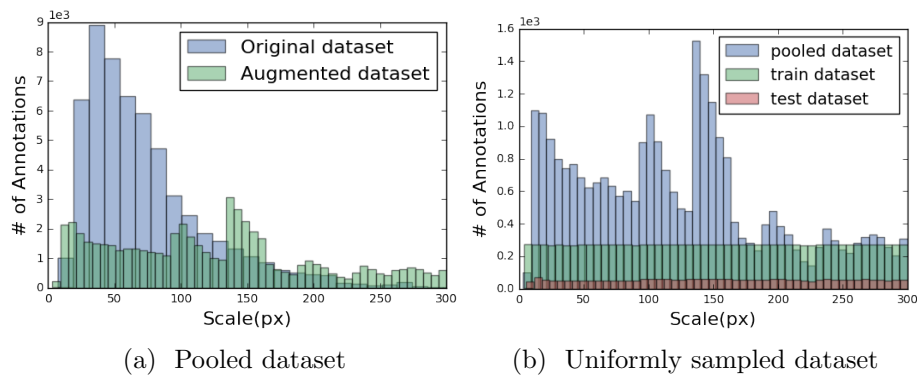 1e3
# of Annotations
9
8
7
6
5
4
3
2
1
0
Original dataset
Augmented dataset
0 50 100 150 200 250 300
Scale(px)
(a) Pooled dataset
1e3
# of Annotations
1.6
1.4
1.2
1.0
0.8
0.6
0.4
0.2
0.0
pooled dataset
train dataset
test dataset
0 50 100 150 200 250 300
Scale(px)
(b) Uniformly sampled dataset